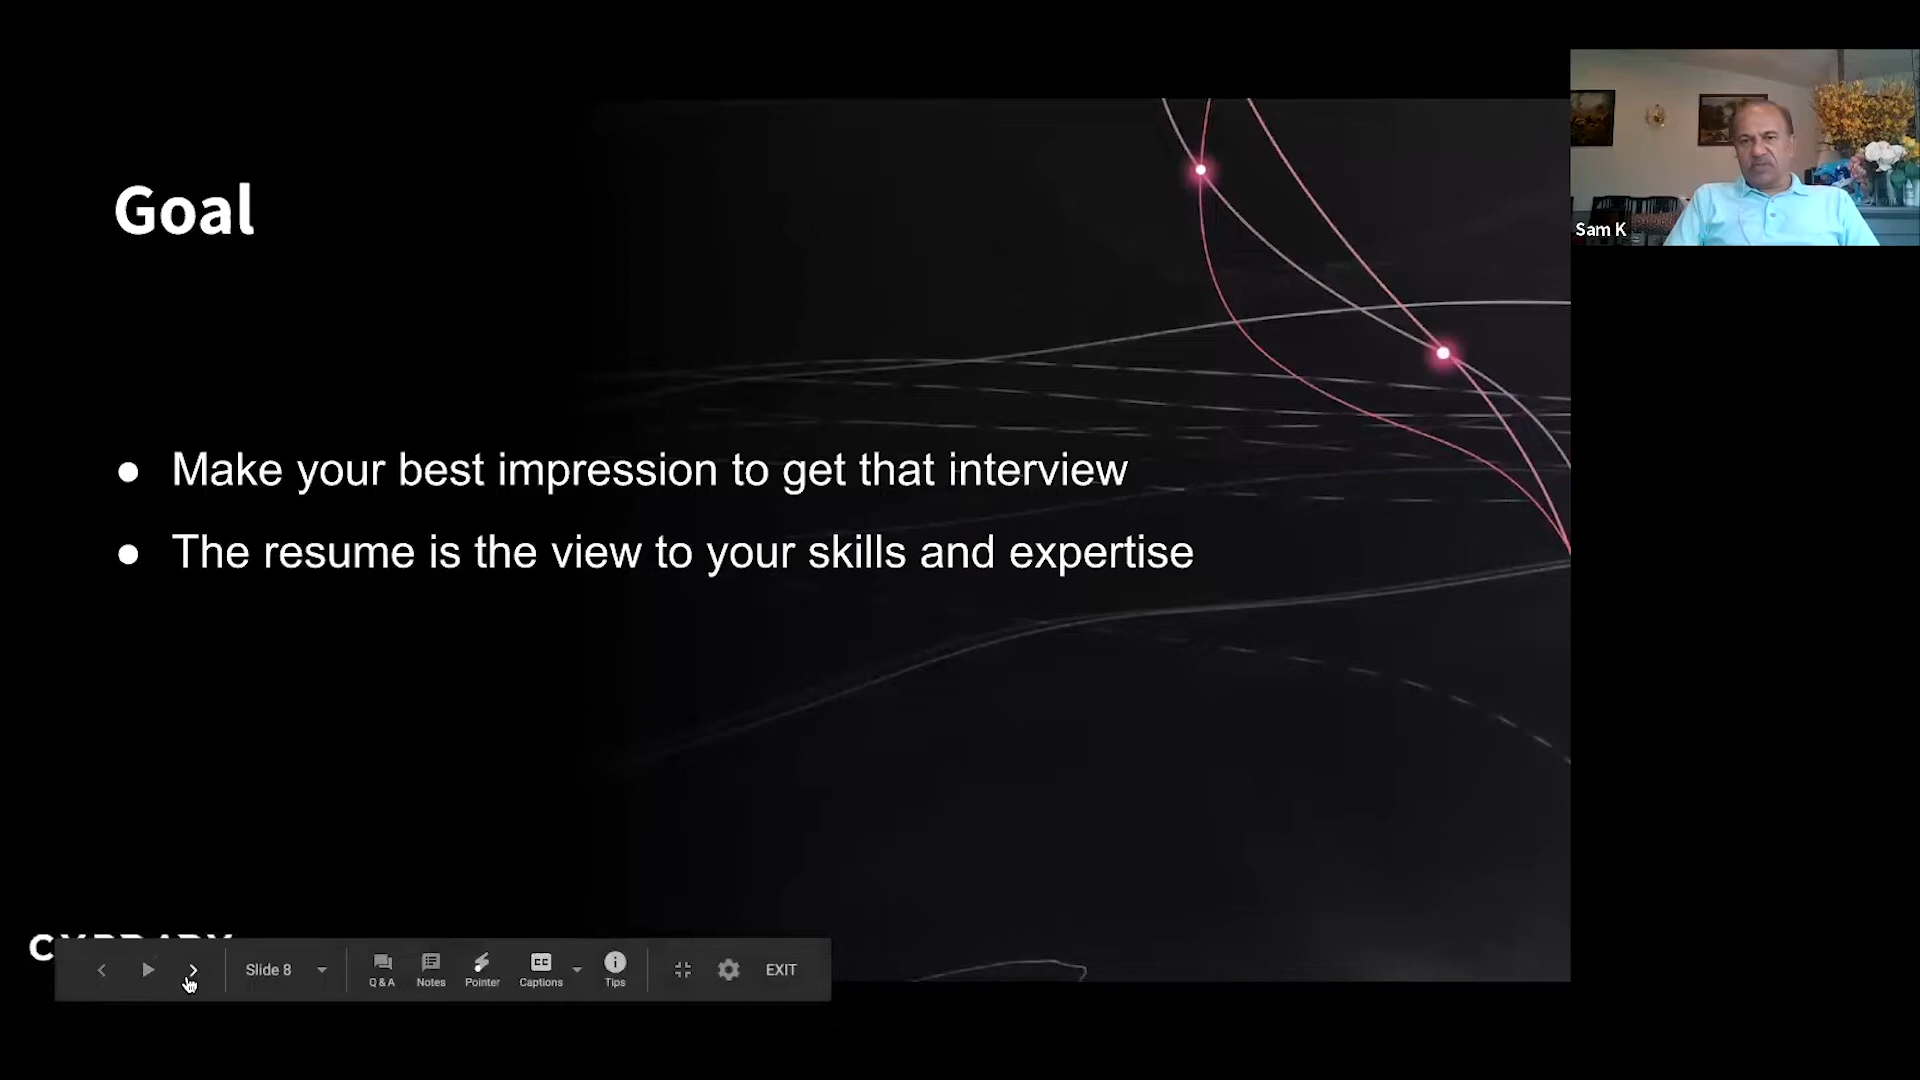 Goal
Sam K
● Make your best impression to get that interview
● The resume is the view to your skills and expertise
Slide 8
Q & A
Notes
Pointer
CC
Captions
Tips
EXIT